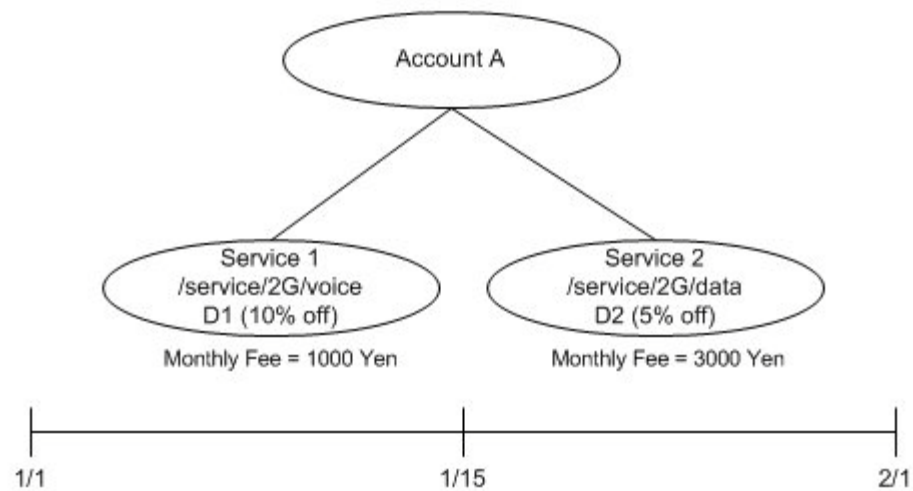 Account A
Service 1
/service/2G/voice
D1 (10% off)
Monthly Fee = 1000 Yen
Service 2
/service/2G/data
D2 (5% off)
Monthly Fee = 3000 Yen
1/1
1/15
2/1